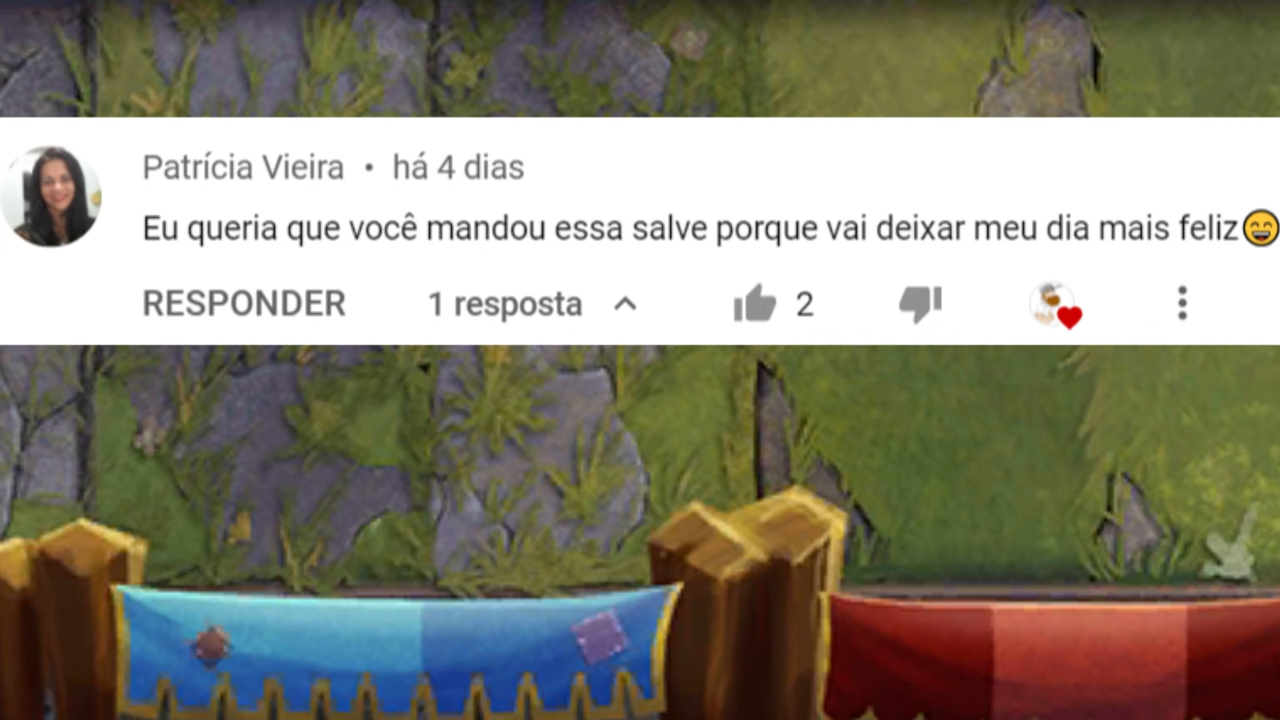 Patrícia Vieira • há 4 dias
Eu queria que você mandou essa salve porque vai deixar meu dia mais feliz😄
RESPONDER 1 resposta 2